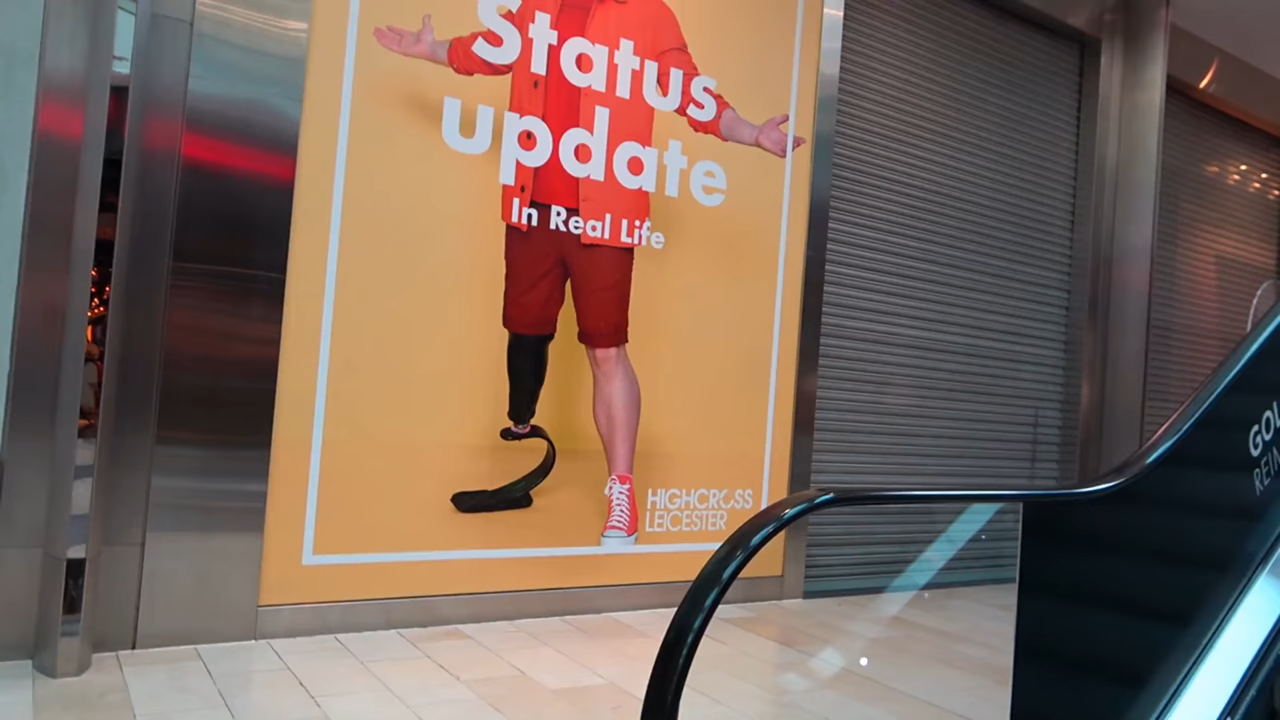 Status
update
In Real Life
HIGHCROSS
LEICESTER